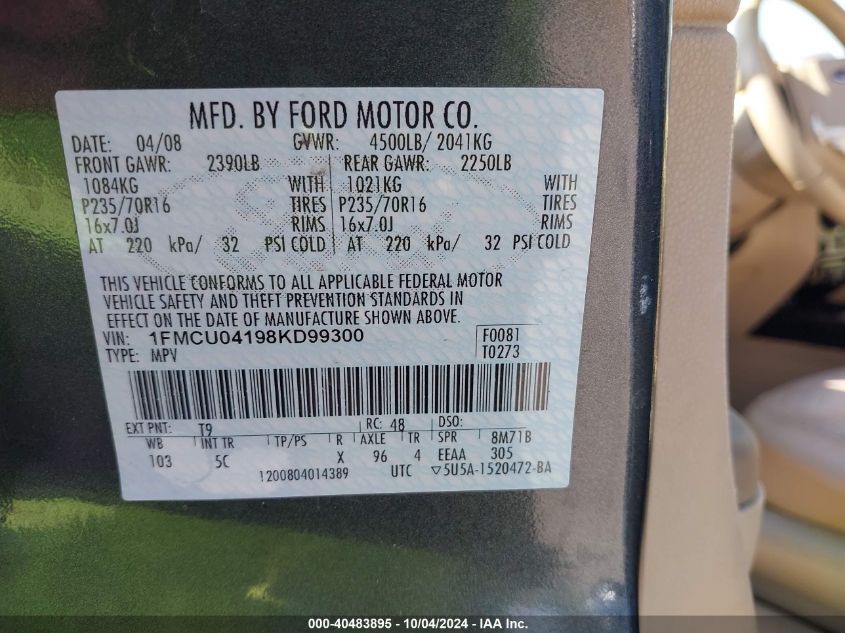 MFD. BY FORD MOTOR CO.
DATE: 04/08 GVWR: 4500LB/ 2041KG
FRONT GAWR: 2390LB REAR GAWR: 2250LB
1084KG WITH 1021KG WITH
P235/70R16 TIRES P235/70R16 TIRES
16x7.0J RIMS 16x7.0J RIMS
AT 220 kPa/ 32 PSI COLD AT 220 kPa/ 32 PSI COLD
THIS VEHICLE CONFORMS TO ALL APPLICABLE FEDERAL MOTOR
VEHICLE SAFETY AND THEFT PREVENTION STANDARDS IN
EFFECT ON THE DATE OF MANUFACTURE SHOWN ABOVE.
VIN: 1FMCU04198KD99300 F0081
TYPE: MPV T0273
EXT PNT: T9 RC: 48 DSO:
WB INT TR TP/PS R AXLE TR SPR 8M71B
103 5C X 96 4 EEAA 305
1200804014389 UTC ▽5U5A-1520472-BA
000-40483895 - 10/04/2024 - IAA Inc.